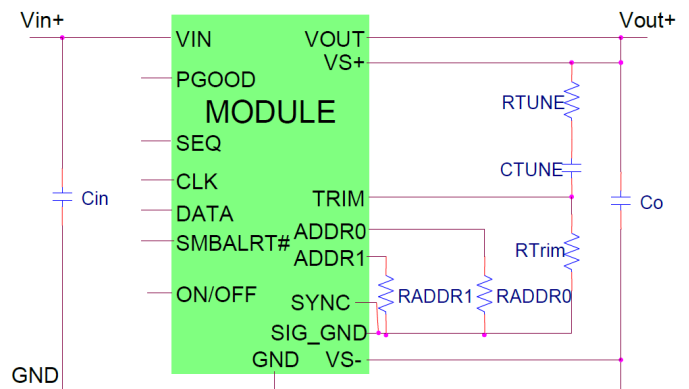 Vin+
Vout+
VIN
VOUT
VS+
PGOOD
RTUNE
MODULE
SEQ
CTUNE
CLK
Cin
TRIM
Co
DATA
ADDR0
SMBALRT#
RTrim
ADDR1
ON/OFF
RADDR1
RADDR0
SYNC
SIG_GND
GND
GND
VS-